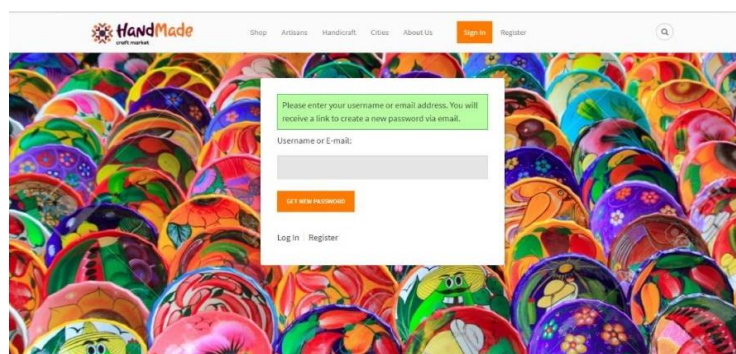 HandMade
craft market
Shop Artisans Handicraft Cities About Us Sign In Register
Please enter your username or email address. You will
receive a link to create a new password via email.
Username or E-mail:
GET NEW PASSWORD
Log In | Register